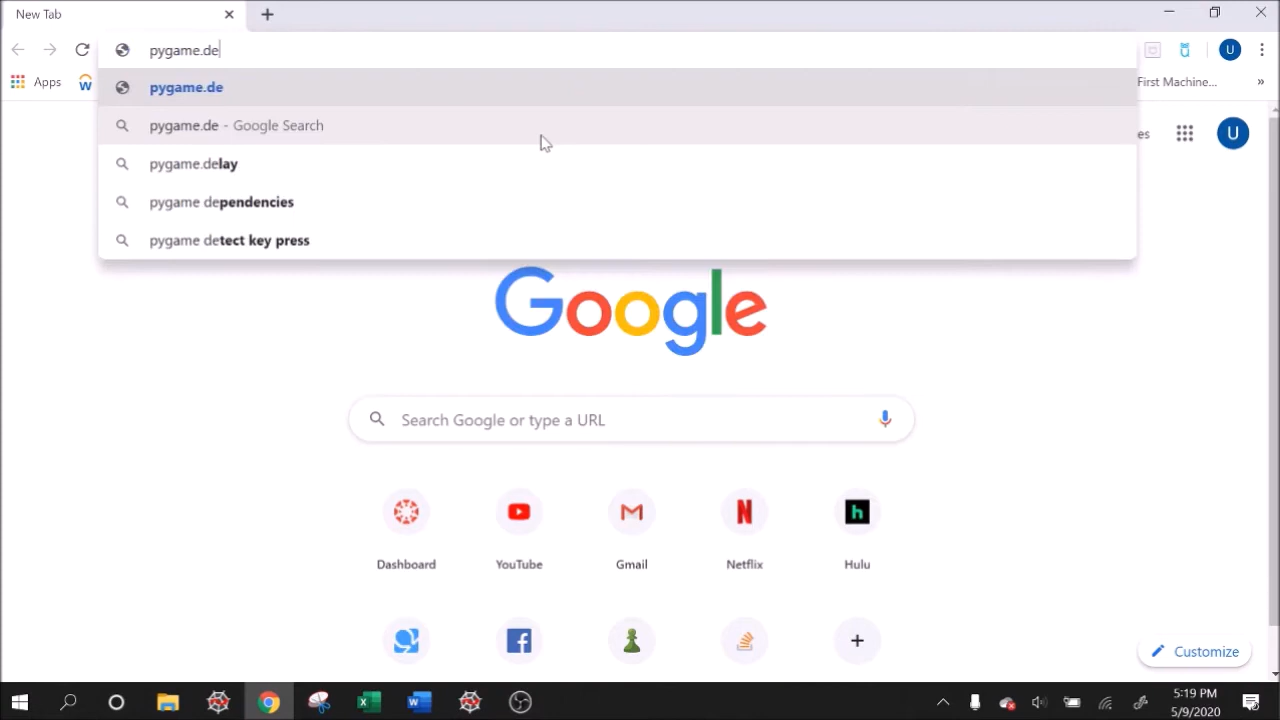 New Tab
pygame.de
U
Apps
First Machine...
»
pygame.de
pygame.de - Google Search
pygame.delay
pygame dependencies
pygame detect key press
es
U
Google
Search Google or type a URL
Dashboard
YouTube
Gmail
Netflix
Hulu
Customize
5:19 PM
5/9/2020